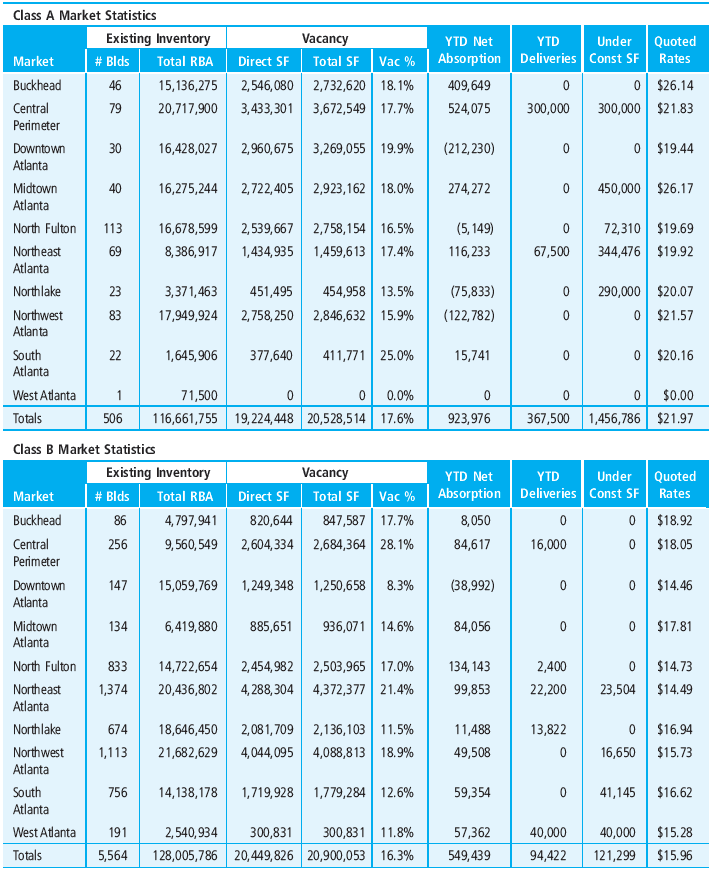 Class A Market Statistics
Existing Inventory Vacancy YTD Net YTD Under Quoted
Market # Blds Total RBA Direct SF Total SF Vac % Absorption Deliveries Const SF Rates
Buckhead 46 15,136,275 2,546,080 2,732,620 18.1% 409,649 0 0 $26.14
Central 79 20,717,900 3,433,301 3,672,549 17.7% 524,075 300,000 300,000 $21.83
Perimeter
Downtown 30 16,428,027 2,960,675 3,269,055 19.9% (212,230) 0 0 $19.44
Atlanta
Midtown 40 16,275,244 2,722,405 2,923,162 18.0% 274,272 0 450,000 $26.17
Atlanta
North Fulton 113 16,678,599 2,539,667 2,758,154 16.5% (5,149) 0 72,310 $19.69
Northeast 69 8,386,917 1,434,935 1,459,613 17.4% 116,233 67,500 344,476 $19.92
Atlanta
Northlake 23 3,371,463 451,495 454,958 13.5% (75,833) 0 290,000 $20.07
Northwest 83 17,949,924 2,758,250 2,846,632 15.9% (122,782) 0 0 $21.57
Atlanta
South 22 1,645,906 377,640 411,771 25.0% 15,741 0 0 $20.16
Atlanta
West Atlanta 1 71,500 0 0 0.0% 0 0 0 $0.00
Totals 506 116,661,755 19,224,448 20,528,514 17.6% 923,976 367,500 1,456,786 $21.97
Class B Market Statistics
Existing Inventory Vacancy YTD Net YTD Under Quoted
Market # Blds Total RBA Direct SF Total SF Vac % Absorption Deliveries Const SF Rates
Buckhead 86 4,797,941 820,644 847,587 17.7% 8,050 0 0 $18.92
Central 256 9,560,549 2,604,334 2,684,364 28.1% 84,617 16,000 0 $18.05
Perimeter
Downtown 147 15,059,769 1,249,348 1,250,658 8.3% (38,992) 0 0 $14.46
Atlanta
Midtown 134 6,419,880 885,651 936,071 14.6% 84,056 0 0 $17.81
Atlanta
North Fulton 833 14,722,654 2,454,982 2,503,965 17.0% 134,143 2,400 0 $14.73
Northeast 1,374 20,436,802 4,288,304 4,372,377 21.4% 99,853 22,200 23,504 $14.49
Atlanta
Northlake 674 18,646,450 2,081,709 2,136,103 11.5% 11,488 13,822 0 $16.94
Northwest 1,113 21,682,629 4,044,095 4,088,813 18.9% 49,508 0 16,650 $15.73
Atlanta
South 756 14,138,178 1,719,928 1,779,284 12.6% 59,354 0 41,145 $16.62
Atlanta
West Atlanta 191 2,540,934 300,831 300,831 11.8% 57,362 40,000 40,000 $15.28
Totals 5,564 128,005,786 20,449,826 20,900,053 16.3% 549,439 94,422 121,299 $15.96